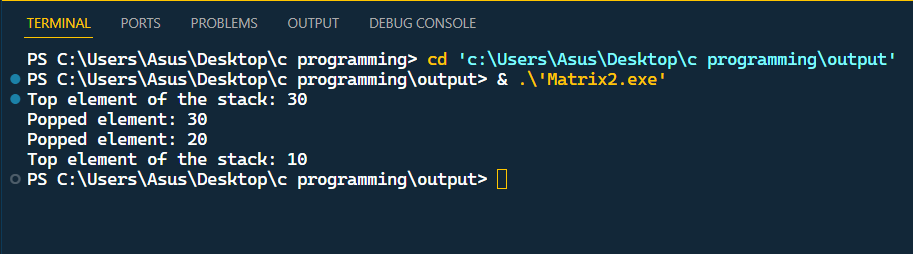 TERMINAL PORTS PROBLEMS OUTPUT DEBUG CONSOLE
PS C:\Users\Asus\Desktop\c programming> cd 'c:\Users\Asus\Desktop\c programming\output'
PS C:\Users\Asus\Desktop\c programming\output> & .\'Matrix2.exe'
Top element of the stack: 30
Popped element: 30
Popped element: 20
Top element of the stack: 10
PS C:\Users\Asus\Desktop\c programming\output>